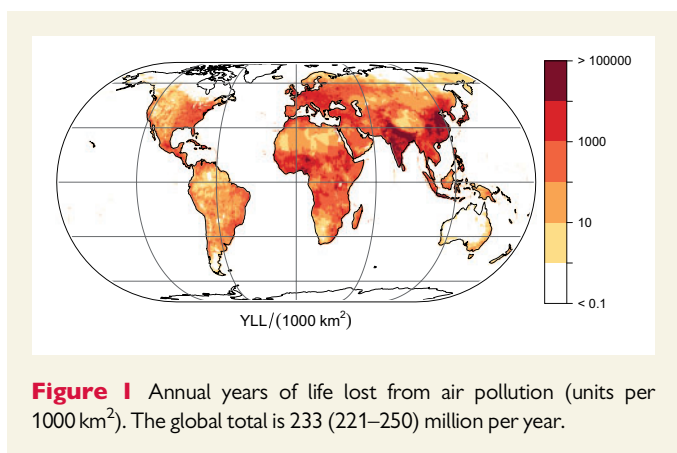 > 100000
1000
10
< 0.1
YLL/(1000 km²)
Figure 1 Annual years of life lost from air pollution (units per
1000 km²). The global total is 233 (221–250) million per year.